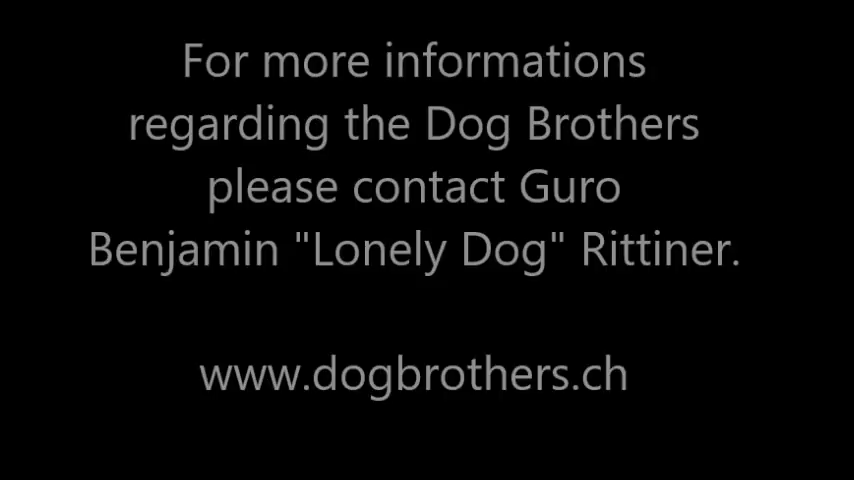 For more informations
regarding the Dog Brothers
please contact Guro
Benjamin "Lonely Dog" Rittiner.
www.dogbrothers.ch